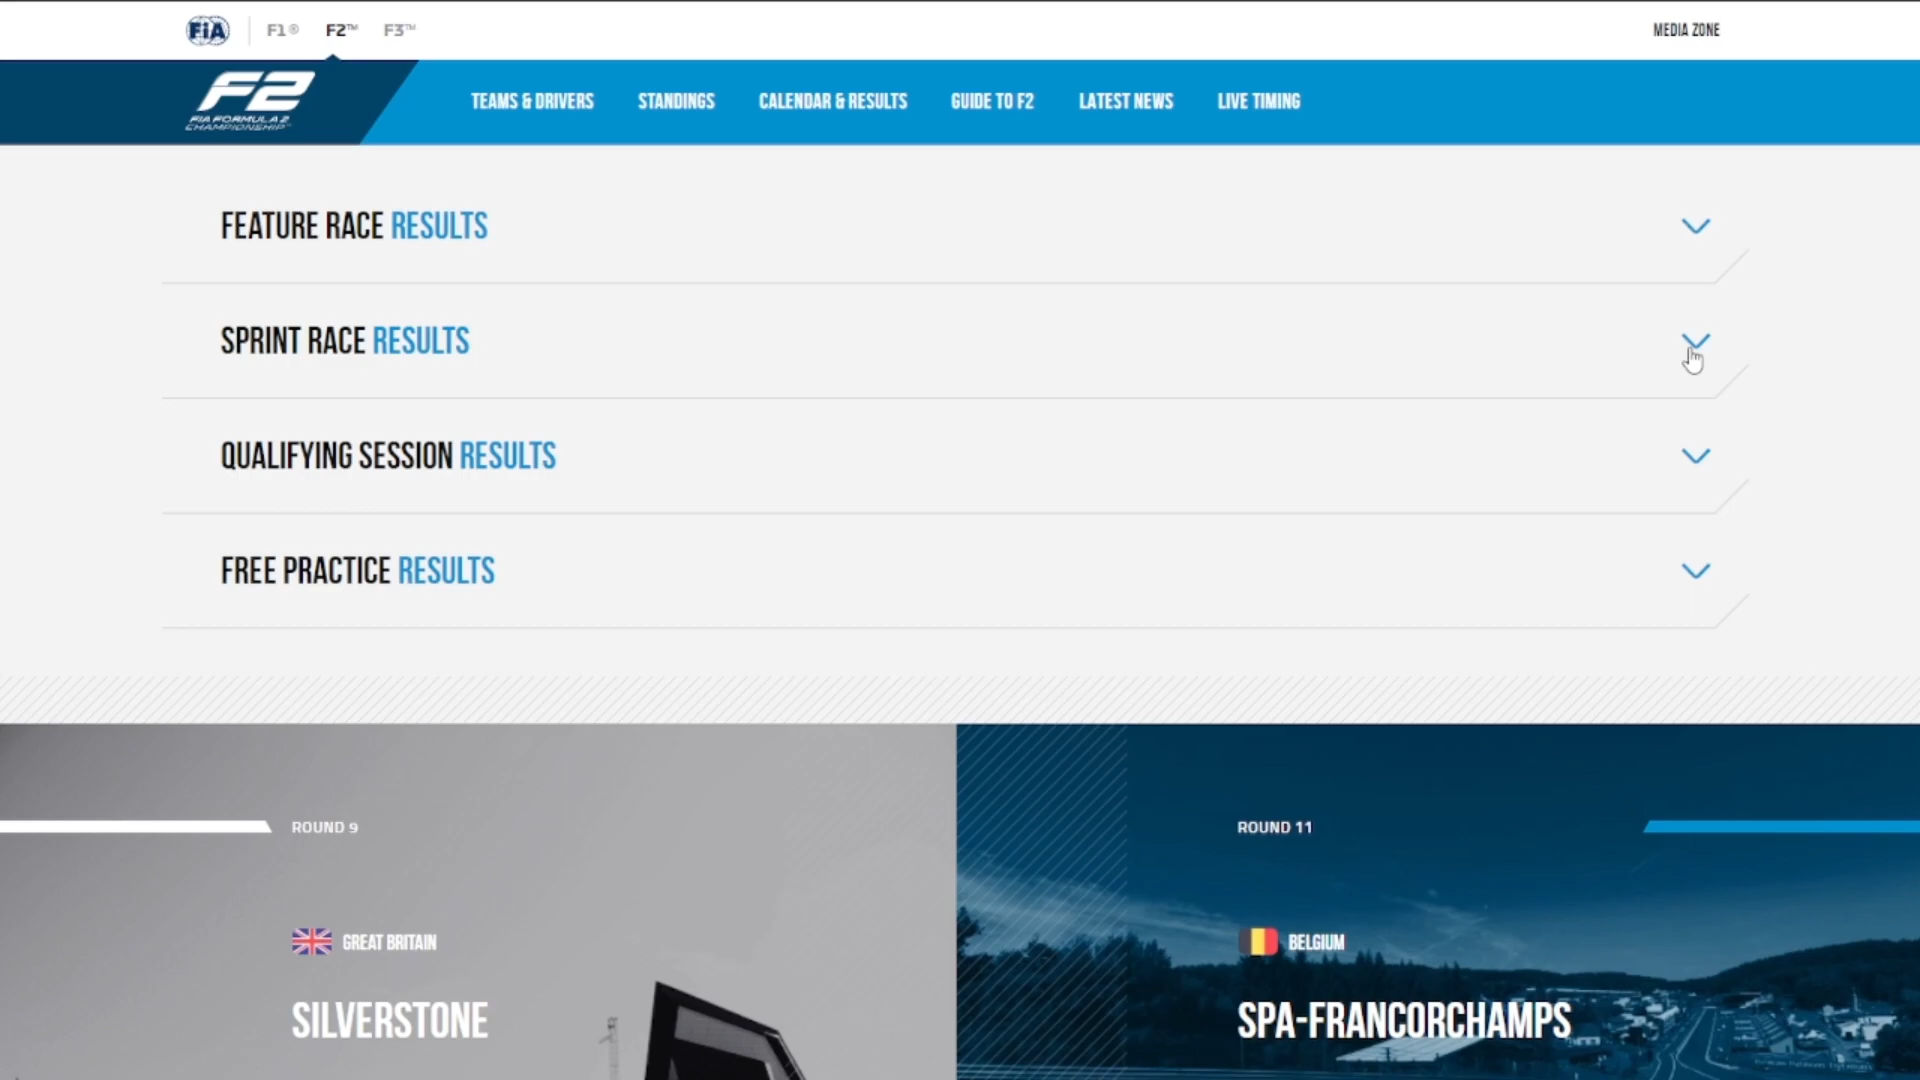 FIA F1® F2™ F3™ MEDIA ZONE
F2
FIA FORMULA 2
CHAMPIONSHIP™
TEAMS & DRIVERS STANDINGS CALENDAR & RESULTS GUIDE TO F2 LATEST NEWS LIVE TIMING
FEATURE RACE RESULTS
SPRINT RACE RESULTS
QUALIFYING SESSION RESULTS
FREE PRACTICE RESULTS
ROUND 9
GREAT BRITAIN
SILVERSTONE
ROUND 11
BELGIUM
SPA-FRANCORCHAMPS